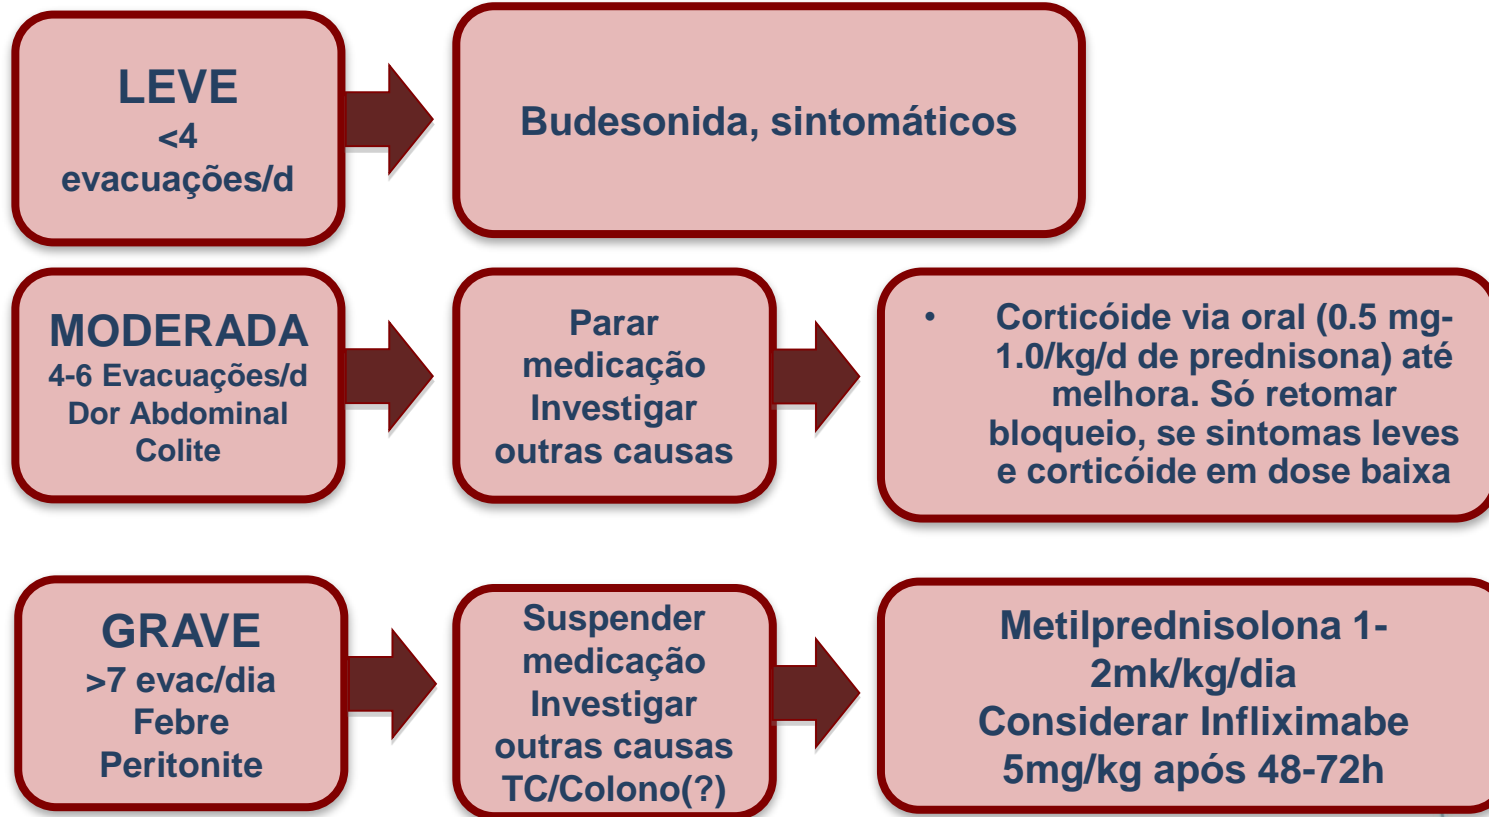 LEVE
<4
evacuações/d
Budesonida, sintomáticos
MODERADA
4-6 Evacuações/d
Dor Abdominal
Colite
Parar
medicação
Investigar
outras causas
• Corticóide via oral (0.5 mg-
1.0/kg/d de prednisona) até
melhora. Só retomar
bloqueio, se sintomas leves
e corticóide em dose baixa
GRAVE
>7 evac/dia
Febre
Peritonite
Suspender
medicação
Investigar
outras causas
TC/Colono(?)
Metilprednisolona 1-
2mk/kg/dia
Considerar Infliximabe
5mg/kg após 48-72h